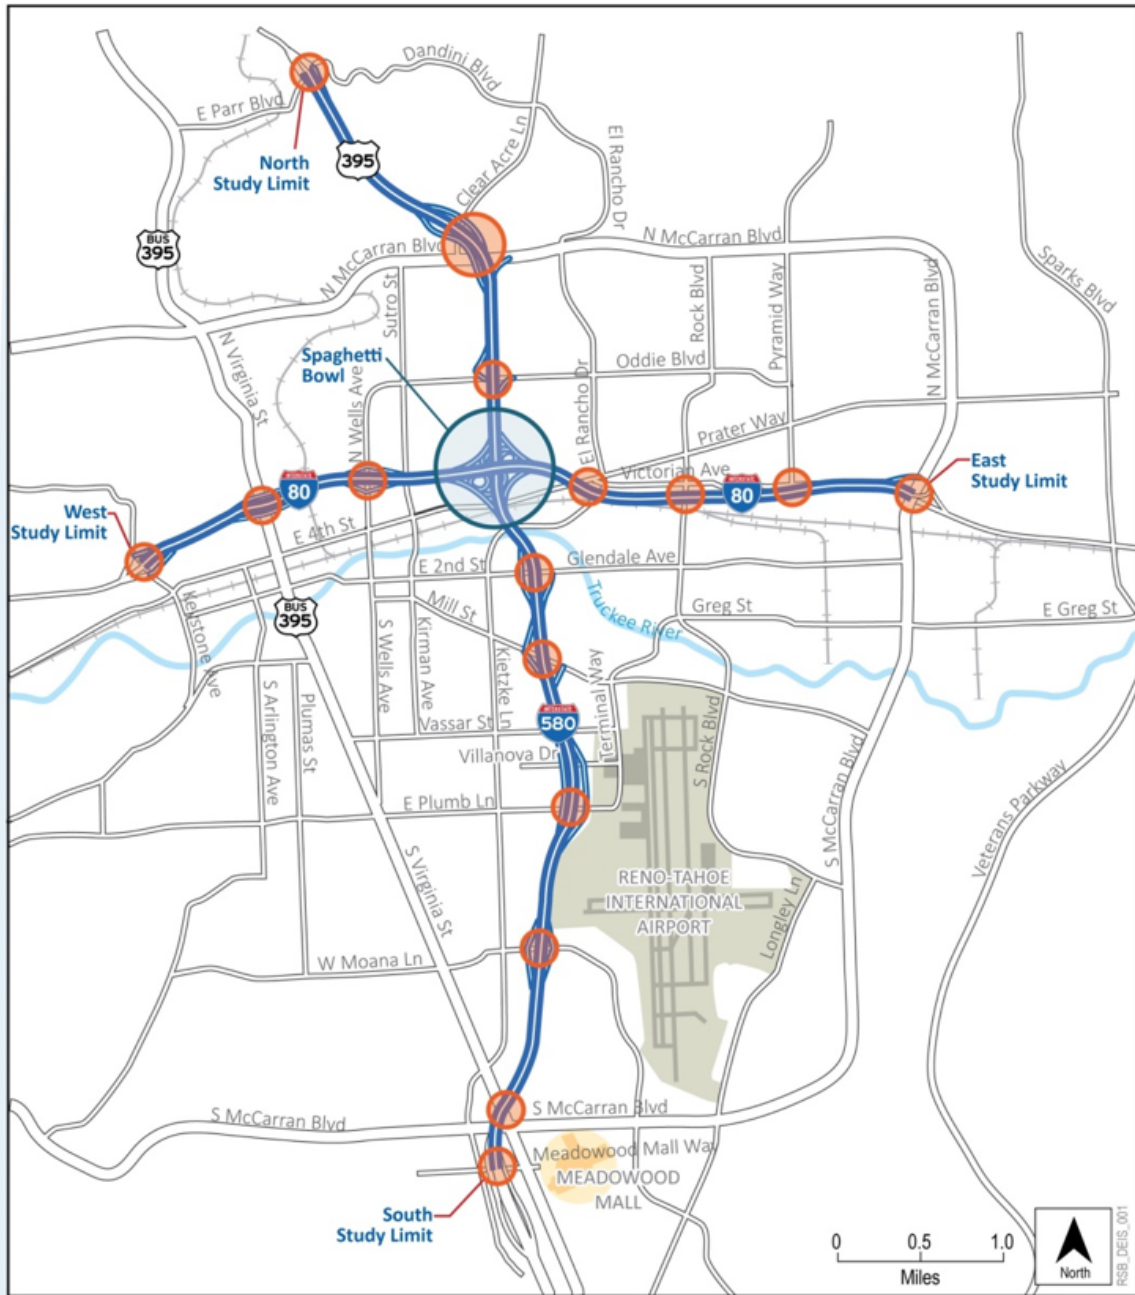 Dandini Blvd
E Parr Blvd
395
North
Study Limit
Clear Acre Ln
El Rancho Dr
BUS
395
N McCarran Blvd
N McCarran Blvd
Sparks Blvd
Sutro St
Rock Blvd
Pyramid Way
N McCarran Blvd
N Virginia St
Spaghetti
Bowl
N Wells Ave
El Rancho Dr
Oddie Blvd
Prater Way
Victorian Ave
East
Study Limit
INTERSTATE
80
INTERSTATE
80
West
Study Limit
E 4th St
E 2nd St
Glendale Ave
Truckee River
Keystone Ave
BUS
395
Mill St
Greg St
E Greg St
S Wells Ave
Kirman Ave
Kietzke Ln
S Arlington Ave
Plumas St
Terminal Way
S Rock Blvd
INTERSTATE
580
Vassar St
Villanova Dr
E Plumb Ln
S McCarran Blvd
Veterans Parkway
S Virginia St
RENO-TAHOE
INTERNATIONAL
AIRPORT
Longley Ln
W Moana Ln
S McCarran Blvd
S McCarran Blvd
Meadowood Mall Way
MEADOWOOD
MALL
South
Study Limit
0 0.5 1.0
Miles
North
RSB_DEIS_001